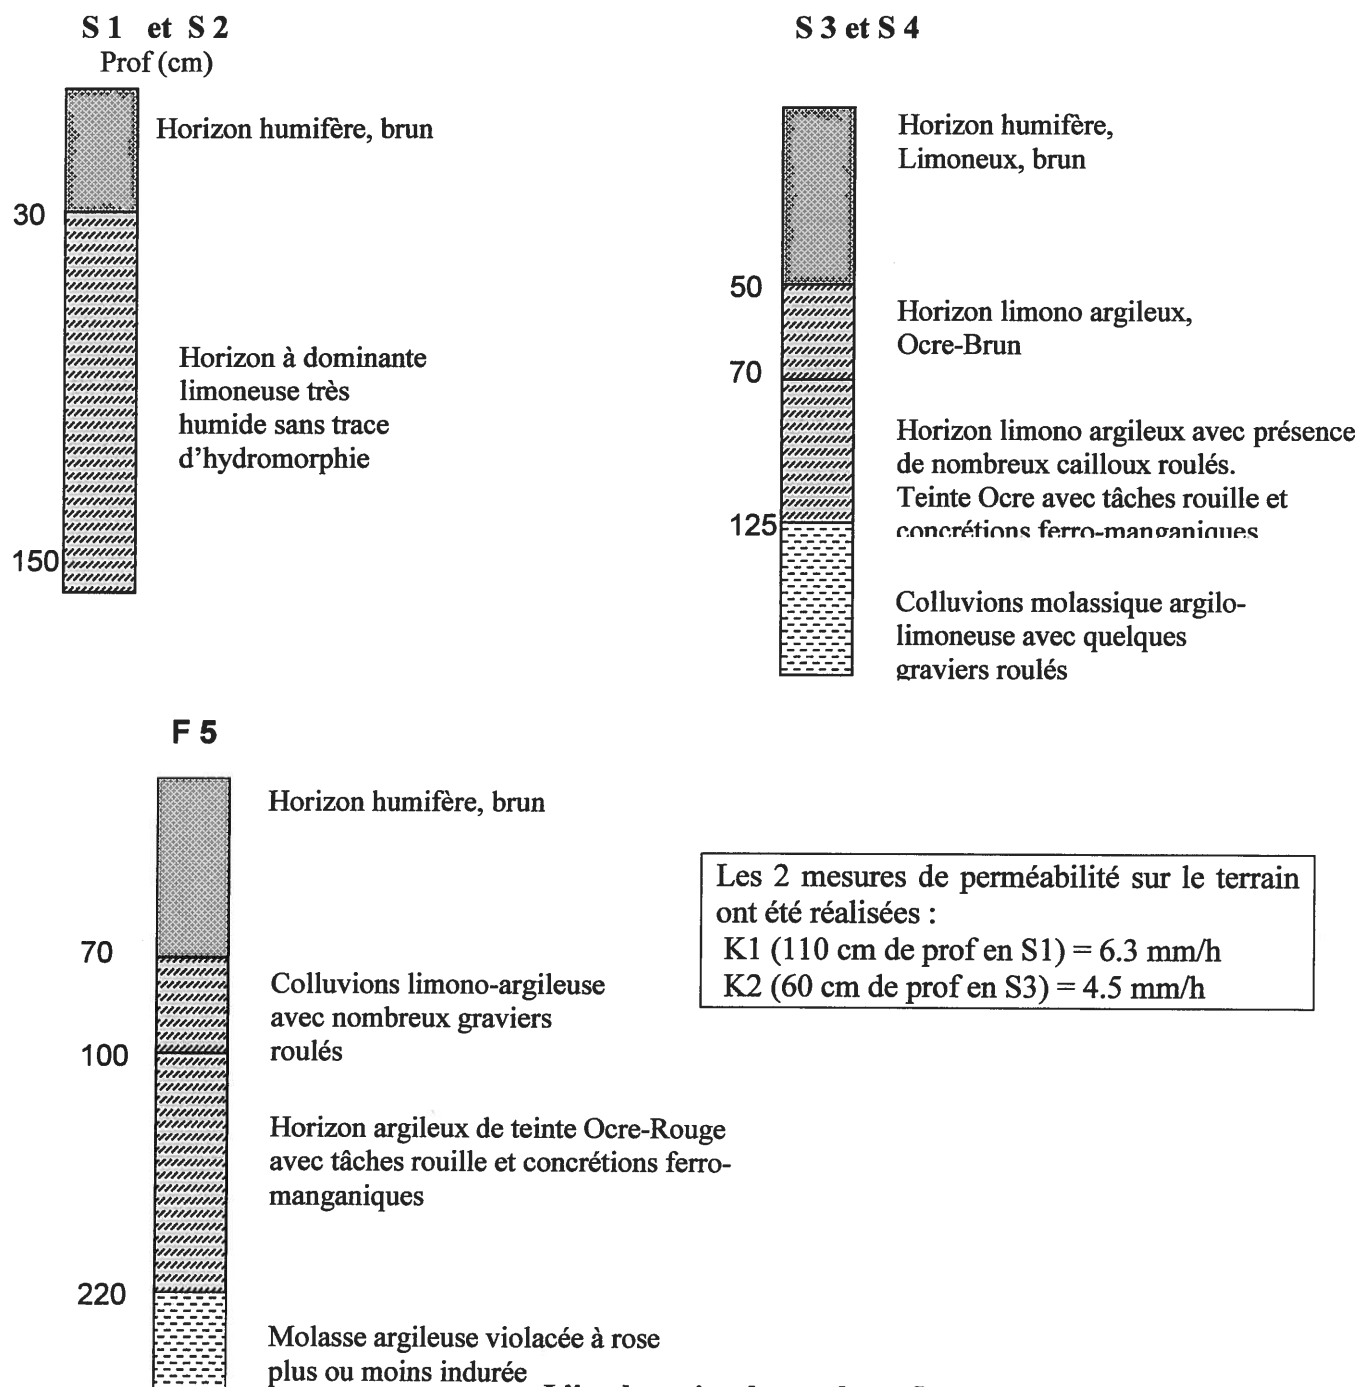 S 1 et S 2
Prof (cm)
Horizon humifère, brun
30
Horizon à dominante
limoneuse très
humide sans trace
d'hydromorphie
150
S 3 et S 4
Horizon humifère,
Limoneux, brun
50
Horizon limono argileux,
Ocre-Brun
70
Horizon limono argileux avec présence
de nombreux cailloux roulés.
Teinte Ocre avec tâches rouille et
concrétions ferro-manganiques
125
Colluvions molassique argilo-
limoneuse avec quelques
graviers roulés
F 5
Horizon humifère, brun
70
Colluvions limono-argileuse
avec nombreux graviers
roulés
100
Horizon argileux de teinte Ocre-Rouge
avec tâches rouille et concrétions ferro-
manganiques
220
Molasse argileuse violacée à rose
plus ou moins indurée
Les 2 mesures de perméabilité sur le terrain
ont été réalisées :
K1 (110 cm de prof en S1) = 6.3 mm/h
K2 (60 cm de prof en S3) = 4.5 mm/h